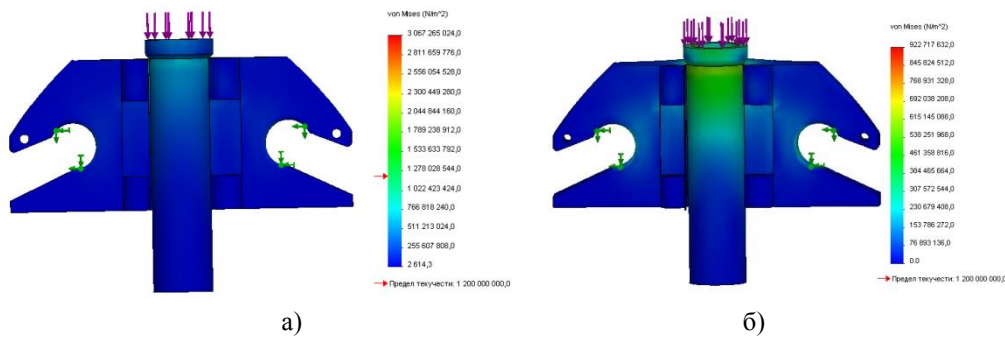 von Mises (N/m^2)
3 067 265 024,0
2 811 659 776,0
2 556 054 528,0
2 300 449 280,0
2 044 844 160,0
1 789 238 912,0
1 533 633 792,0
1 278 028 544,0
1 022 423 424,0
766 818 240,0
511 213 024,0
255 607 808,0
2 614,3
Предел текучести: 1 200 000 000,0
а)
von Mises (N/m^2)
922 717 632,0
845 824 512,0
768 931 328,0
692 038 208,0
615 145 088,0
538 251 968,0
461 358 816,0
384 465 664,0
307 572 544,0
230 679 408,0
153 786 272,0
76 893 136,0
0.0
Предел текучести: 1 200 000 000,0
б)